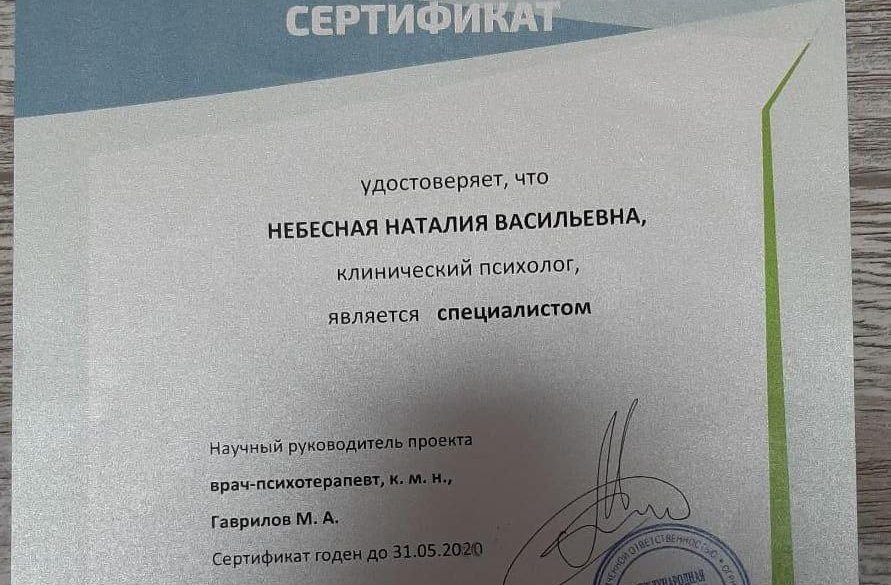 СЕРТИФИКАТ
удостоверяет, что
НЕБЕСНАЯ НАТАЛИЯ ВАСИЛЬЕВНА,
клинический психолог,
является специалистом
Научный руководитель проекта
врач-психотерапевт, к. м. н.,
Гаврилов М. А.
Сертификат годен до 31.05.2020
ОТВЕТСТВЕННОСТЬЮ